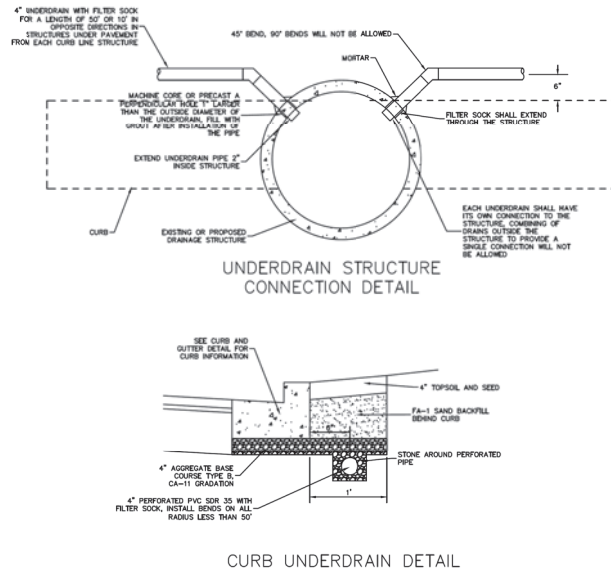 4" UNDERDRAIN WITH FILTER SOCK
FOR A LENGTH OF 50' OR 10' IN
OPPOSITE DIRECTIONS IN
STRUCTURES UNDER PAVEMENT
FROM EACH CURB LINE STRUCTURE
45° BEND, 90° BENDS WILL NOT BE ALLOWED
MORTAR
6"
MACHINE CORE OR PRECAST A
PERPENDICULAR HOLE 1" LARGER
THAN THE OUTSIDE DIAMETER OF
THE UNDERDRAIN, FILL WITH
GROUT AFTER INSTALLATION OF
THE PIPE
FILTER SOCK SHALL EXTEND
THROUGH THE STRUCTURE
EXTEND UNDERDRAIN PIPE 2"
INSIDE STRUCTURE
CURB
EXISTING OR PROPOSED
DRAINAGE STRUCTURE
EACH UNDERDRAIN SHALL HAVE
ITS OWN CONNECTION TO THE
STRUCTURE, COMBINING OF
DRAINS OUTSIDE THE
STRUCTURE TO PROVIDE A
SINGLE CONNECTION WILL NOT
BE ALLOWED
UNDERDRAIN STRUCTURE
CONNECTION DETAIL
SEE CURB AND
GUTTER DETAIL FOR
CURB INFORMATION
4" TOPSOIL AND SEED
FA-1 SAND BACKFILL
BEHIND CURB
STONE AROUND PERFORATED
PIPE
4" AGGREGATE BASE
COURSE TYPE B,
CA-11 GRADATION
4" PERFORATED PVC SDR 35 WITH
FILTER SOCK, INSTALL BENDS ON ALL
RADIUS LESS THAN 50'
1'
CURB UNDERDRAIN DETAIL